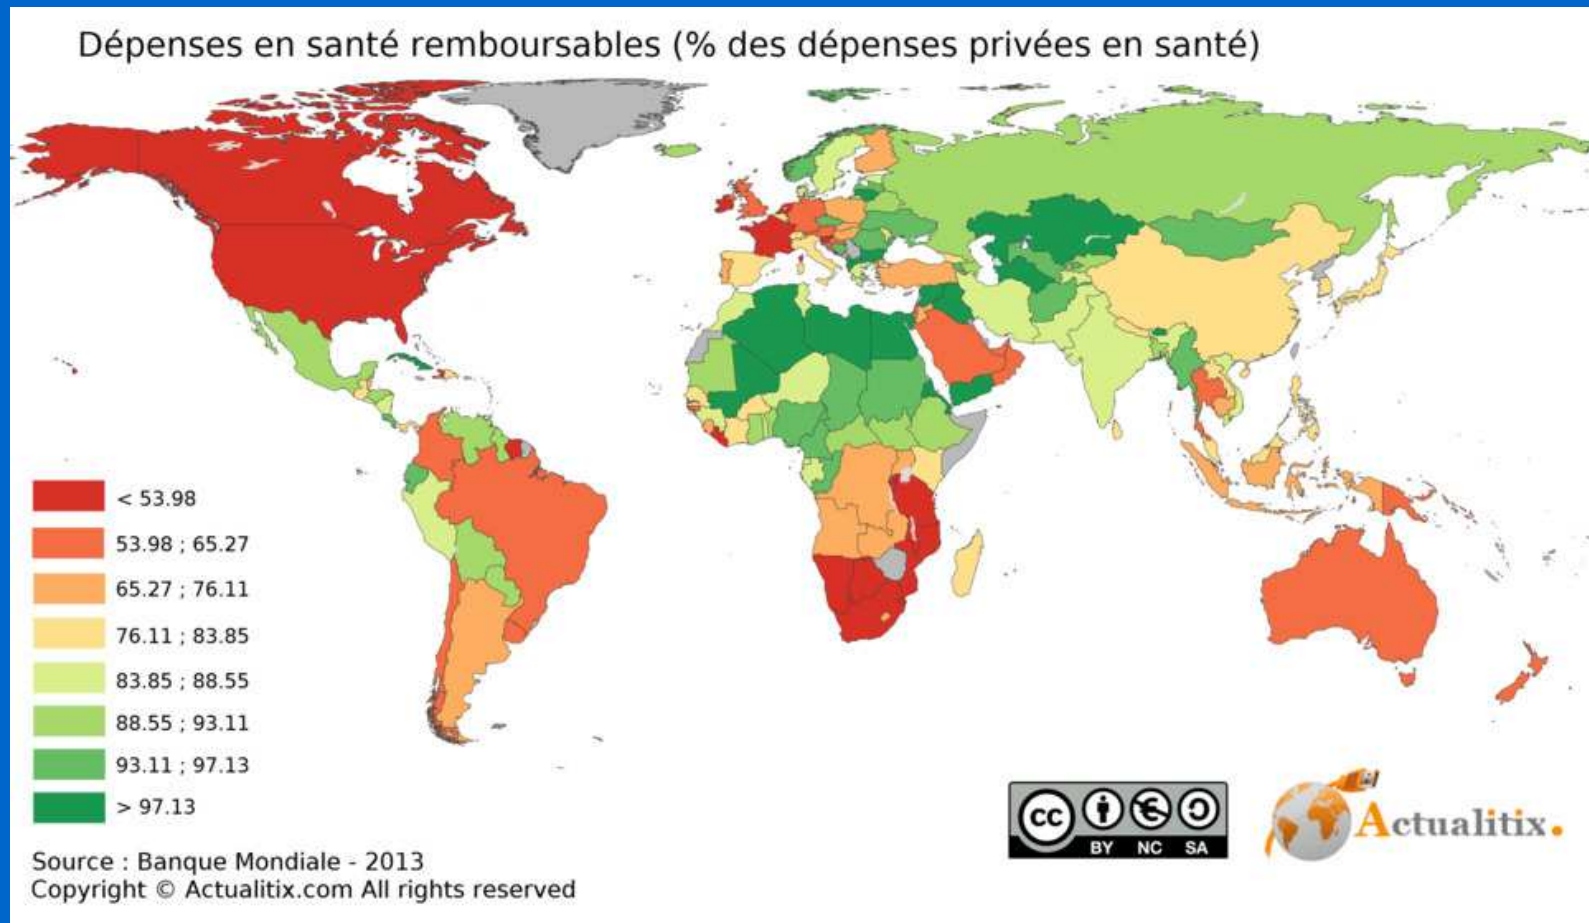 Dépenses en santé remboursables (% des dépenses privées en santé)
< 53.98
53.98 ; 65.27
65.27 ; 76.11
76.11 ; 83.85
83.85 ; 88.55
88.55 ; 93.11
93.11 ; 97.13
> 97.13
Source : Banque Mondiale - 2013
Copyright © Actualitix.com All rights reserved
cc
BY NC SA
Actualitix.